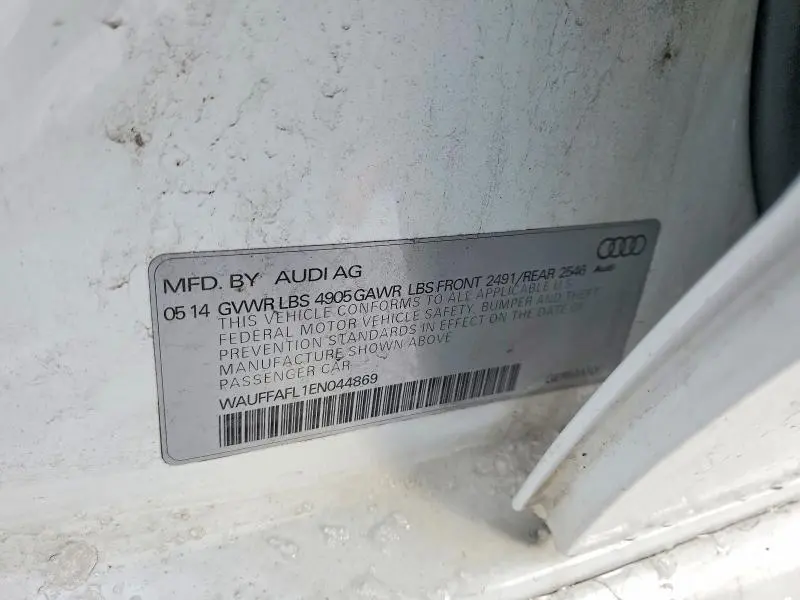 MFD. BY AUDI AG
Audi
05 14 GVWR LBS 4905 GAWR LBS FRONT 2491/REAR 2546
THIS VEHICLE CONFORMS TO ALL APPLICABLE U.S.
FEDERAL MOTOR VEHICLE SAFETY, BUMPER AND THEFT
PREVENTION STANDARDS IN EFFECT ON THE DATE OF
MANUFACTURE SHOWN ABOVE
PASSENGER CAR
WAUFFAFL1EN044869
GERMANY